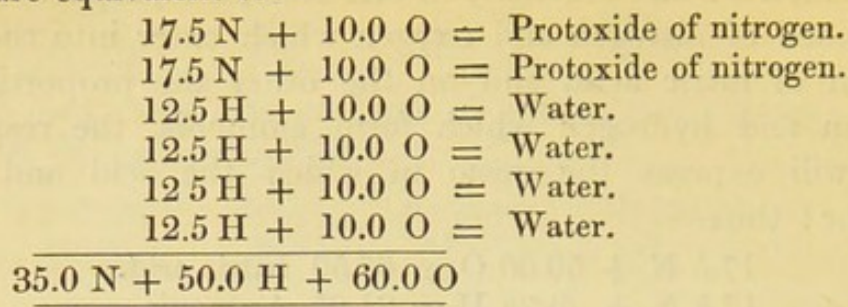 17.5 N + 10.0 O = Protoxide of nitrogen.
17.5 N + 10.0 O = Protoxide of nitrogen.
12.5 H + 10.0 O = Water.
12.5 H + 10.0 O = Water.
12 5 H + 10.0 O = Water.
12.5 H + 10.0 O = Water.
35.0 N + 50.0 H + 60.0 O